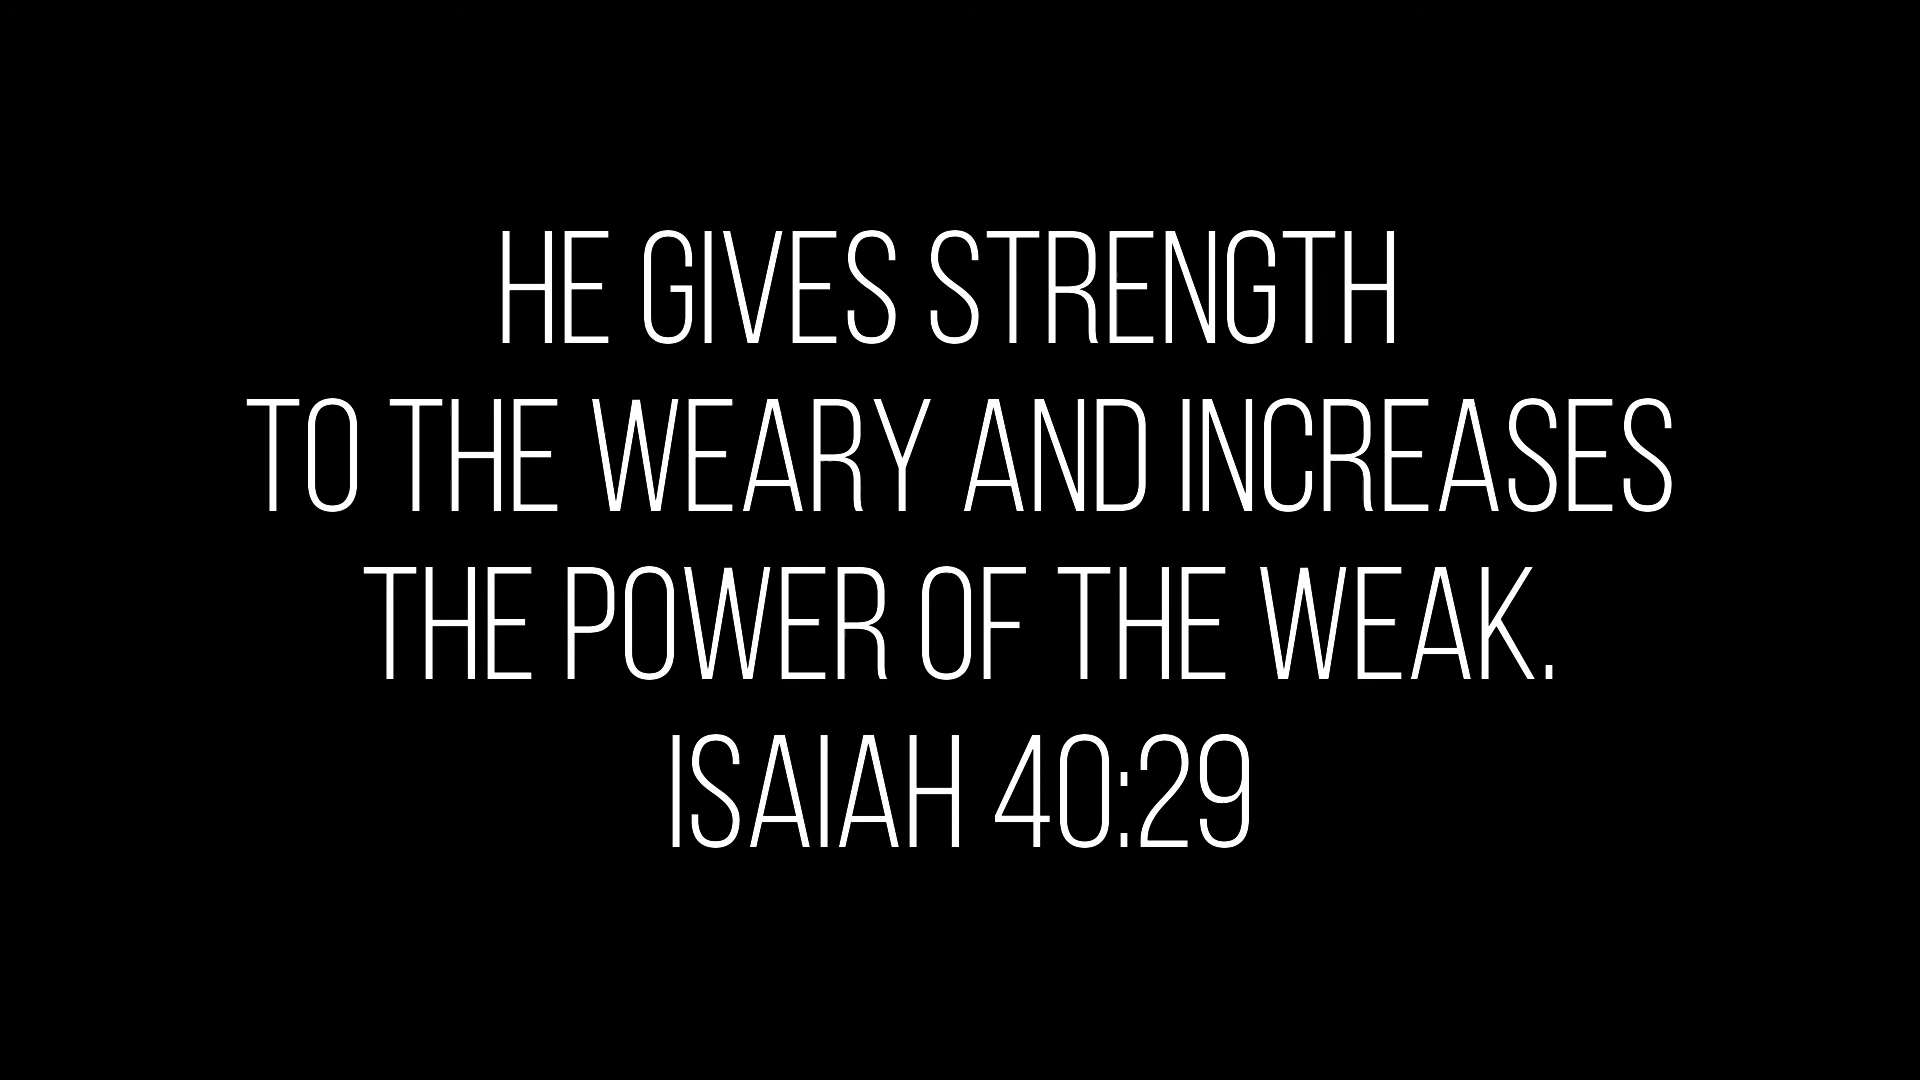 HE GIVES STRENGTH
TO THE WEARY AND INCREASES
THE POWER OF THE WEAK.
ISAIAH 40:29